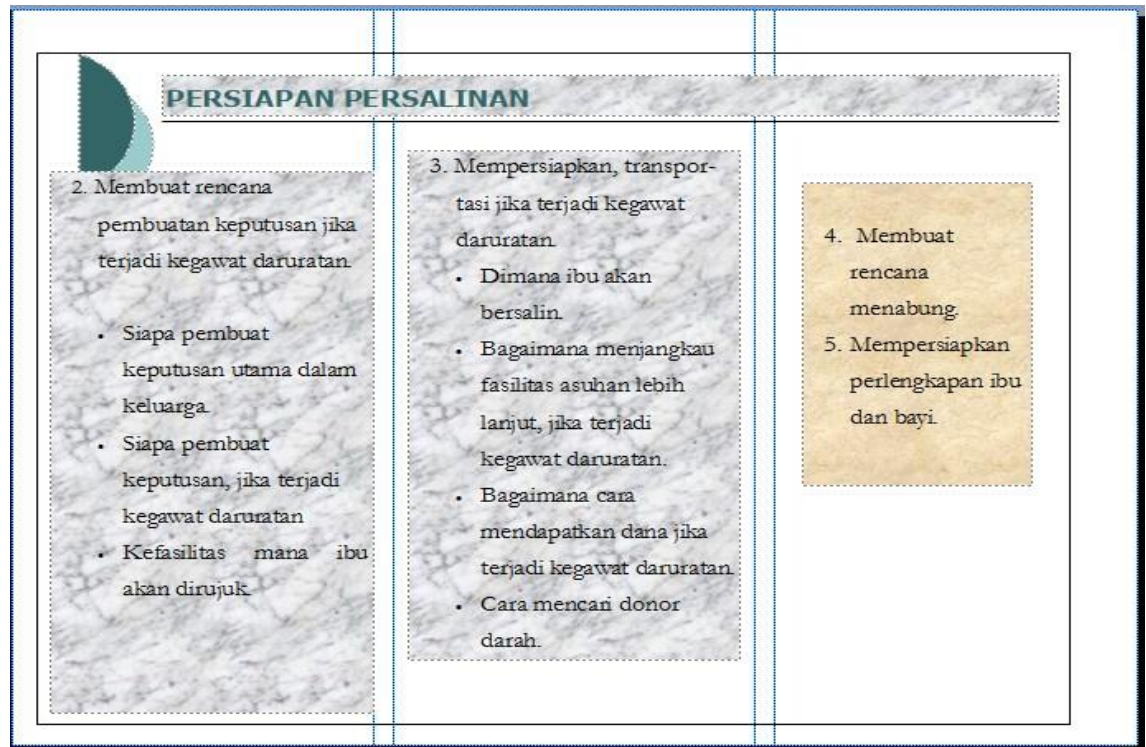 PERSIAPAN PERSALINAN
2. Membuat rencana
pembuatan keputusan jika
terjadi kegawat daruratan.
• Siapa pembuat
keputusan utama dalam
keluarga.
• Siapa pembuat
keputusan, jika terjadi
kegawat daruratan
• Kefasilitas mana ibu
akan dirujuk.
3. Mempersiapkan, transpor-
tasi jika terjadi kegawat
daruratan.
• Dimana ibu akan
bersalin.
• Bagaimana menjangkau
fasilitas asuhan lebih
lanjut, jika terjadi
kegawat daruratan.
• Bagaimana cara
mendapatkan dana jika
terjadi kegawat daruratan.
• Cara mencari donor
darah.
4. Membuat
rencana
menabung.
5. Mempersiapkan
perlengkapan ibu
dan bayi.